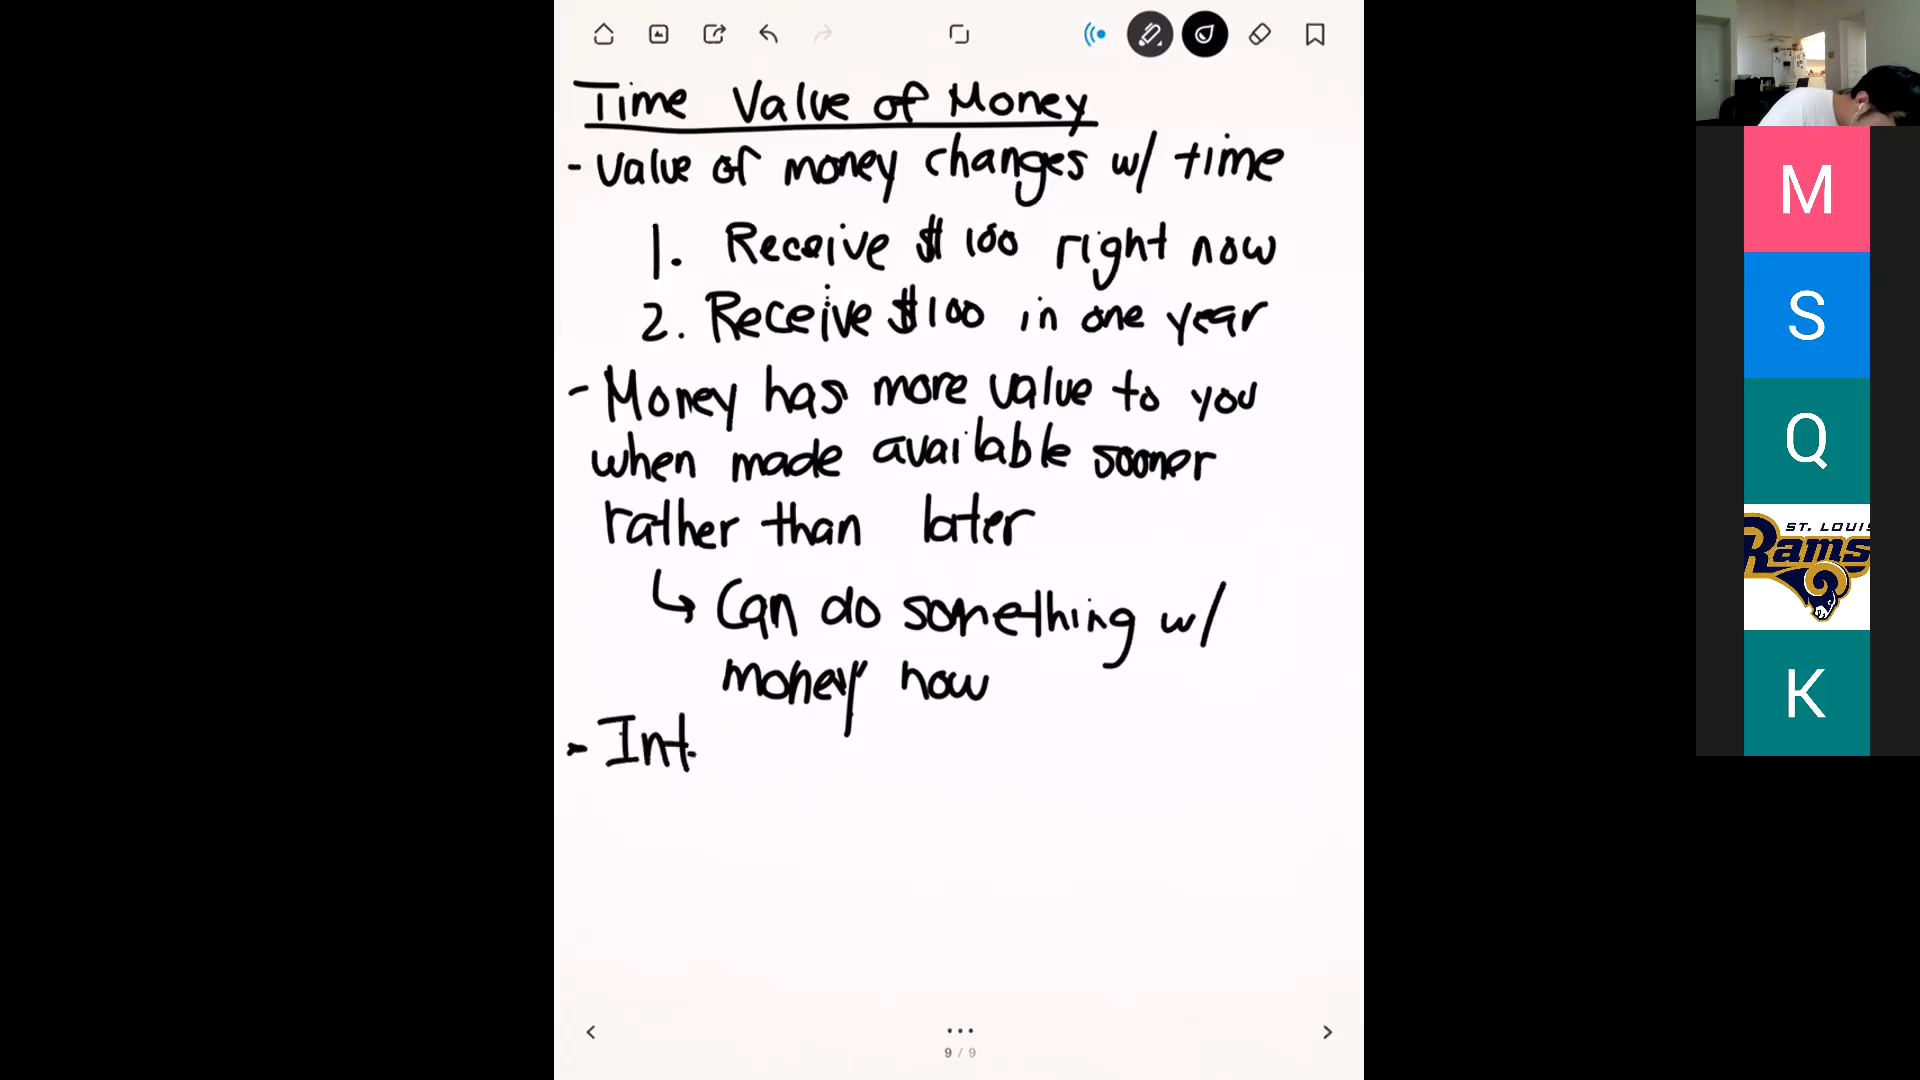 Time Value of Money
- Value of money changes w/ time
1. Receive $100 right now
2. Receive $100 in one year
- Money has more value to you
when made available sooner
rather than later
↳ Can do something w/
money now
- Int
9 / 9
M
S
Q
ST. LOUIS
Rams
K